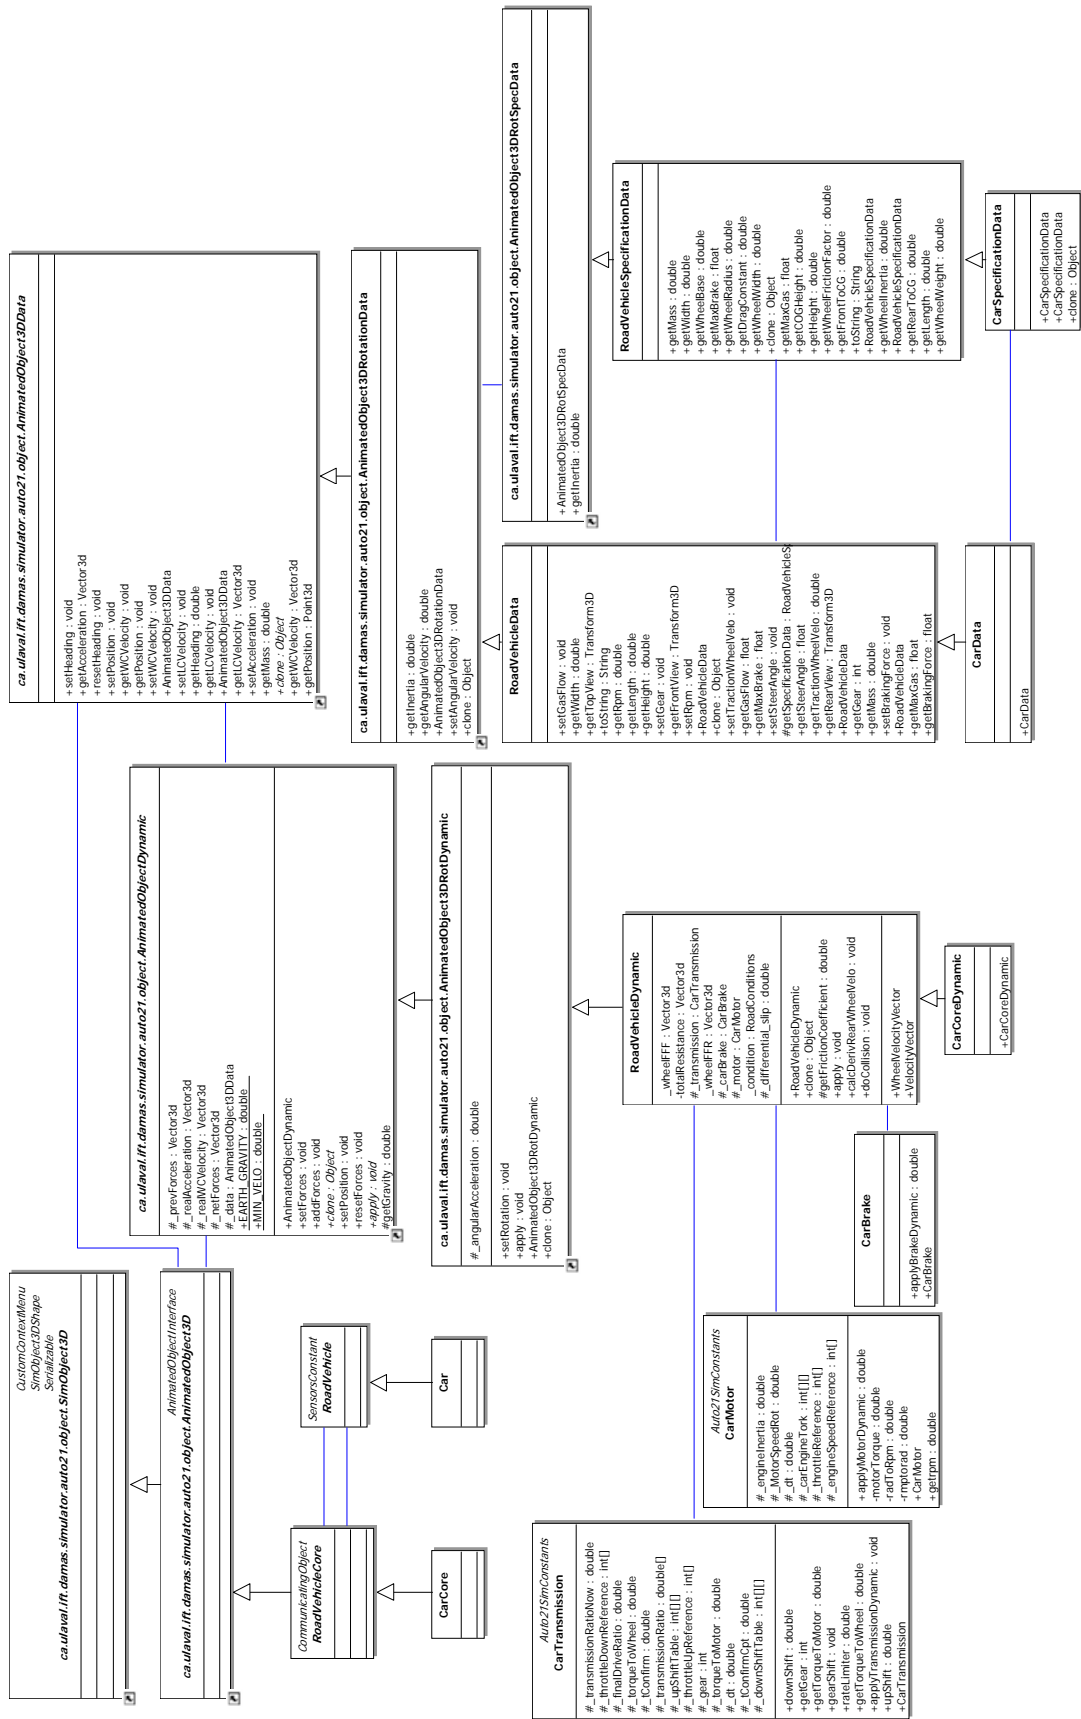 CustomContextMenu
SimObject3DShape
Serializable
ca.ulaval.ift.damas.simulator.auto21.object.SimObject3D
AnimatedObjectInterface
ca.ulaval.ift.damas.simulator.auto21.object.AnimatedObject3D
CommunicatingObject
RoadVehicleCore
CarCore
SensorsConstant
RoadVehicle
Car
ca.ulaval.ift.damas.simulator.auto21.object.AnimatedObjectDynamic
#_prevForces : Vector3d
#_realAcceleration : Vector3d
#_realWCVelocity : Vector3d
#_netForces : Vector3d
#_data : AnimatedObject3DData
+EARTH_GRAVITY : double
+MIN_VELO : double
+AnimatedObjectDynamic
+setForces : void
+addForces : void
+clone : Object
+setPosition : void
+resetForces : void
+apply : void
#getGravity : double
ca.ulaval.ift.damas.simulator.auto21.object.AnimatedObject3DRotDynamic
#_angularAcceleration : double
+setRotation : void
+apply : void
+AnimatedObject3DRotDynamic
+clone : Object
ca.ulaval.ift.damas.simulator.auto21.object.AnimatedObject3DData
+setHeading : void
+getAcceleration : Vector3d
+resetHeading : void
+setPosition : void
+getWCVelocity : void
+getPosition : void
+setWCVelocity : void
+AnimatedObject3DData
+setLCVelocity : void
+getHeading : double
+getLCVelocity : void
+AnimatedObject3DData
+getLCVelocity : Vector3d
+setAcceleration : void
+getMass : double
+clone : Object
+getWCVelocity : Vector3d
+getPosition : Point3d
ca.ulaval.ift.damas.simulator.auto21.object.AnimatedObject3DRotationData
+getInertia : double
+getAngularVelocity : double
+AnimatedObject3DRotationData
+setAngularVelocity : void
+clone : Object
ca.ulaval.ift.damas.simulator.auto21.object.AnimatedObject3DRotSpecData
+AnimatedObject3DRotSpecData
+getInertia : double
RoadVehicleData
+setGasFlow : void
+getWidth : double
+getTopView : Transform3D
+toString : String
+getRpm : double
+getLength : double
+getHeight : double
+setGear : void
+getFrontView : Transform3D
+setRpm : void
+RoadVehicleData
+clone : Object
+setTractionWheelVelo : void
+getGasFlow : float
+getMaxBrake : float
+setSteerAngle : void
#getSpecificationData : RoadVehicleS
+getSteerAngle : float
+getTractionWheelVelo : double
+getRearView : Transform3D
+RoadVehicleData
+getGear : int
+getMass : double
+setBrakingForce : void
+RoadVehicleData
+getMaxGas : float
+getBrakingForce : float
CarData
+CarData
RoadVehicleSpecificationData
+getMass : double
+getWidth : double
+getWheelBase : double
+getMaxBrake : float
+getWheelRadius : double
+getDragConstant : double
+getWheelWidth : double
+clone : Object
+getMaxGas : float
+getCOGHeight : double
+getHeight : double
+getWheelFrictionFactor : double
+getFrontToCG : double
+toString : String
+RoadVehicleSpecificationData
+getWheelInertia : double
+RoadVehicleSpecificationData
+getRearToCG : double
+getLength : double
+getWheelWeight : double
CarSpecificationData
+CarSpecificationData
+CarSpecificationData
+clone : Object
RoadVehicleDynamic
_wheelFFF : Vector3d
-totalResistance : Vector3d
#_transmission : CarTransmission
_wheelFFR : Vector3d
#_carBrake : CarBrake
#_motor : CarMotor
_condition : RoadConditions
#_differential_slip : double
+RoadVehicleDynamic
+clone : Object
#getFrictionCoefficient : double
+apply : void
+calcDerivRearWheelVelo : void
+doCollision : void
+WheelVelocityVector
+VelocityVector
CarCoreDynamic
+CarCoreDynamic
Auto21SimConstants
CarTransmission
#_transmissionRatioNow : double
#_throttleDownReference : int[]
#_finalDriveRatio : double
#_torqueToWheel : double
#_tConfirm : double
#_transmissionRatio : double[]
#_upShiftTable : int[][]
#_throttleUpReference : int[]
#_gear : int
#_torqueToMotor : double
#_dt : double
#_tConfirmCpt : double
#_downShiftTable : int[][]
+downShift : double
+getGear : int
+getTorqueToMotor : double
+gearShift : void
+rateLimiter : double
+getTorqueToWheel : double
+applyTransmissionDynamic : void
+upShift : double
+CarTransmission
Auto21SimConstants
CarMotor
#_engineInertia : double
#_MotorSpeedRot : double
#_dt : double
#_carEngineTork : int[][]
#_throttleReference : int[]
#_engineSpeedReference : int[]
+applyMotorDynamic : double
-motorTorque : double
-radToRpm : double
-rmptorad : double
+CarMotor
+getrpm : double
CarBrake
+applyBrakeDynamic : double
+CarBrake